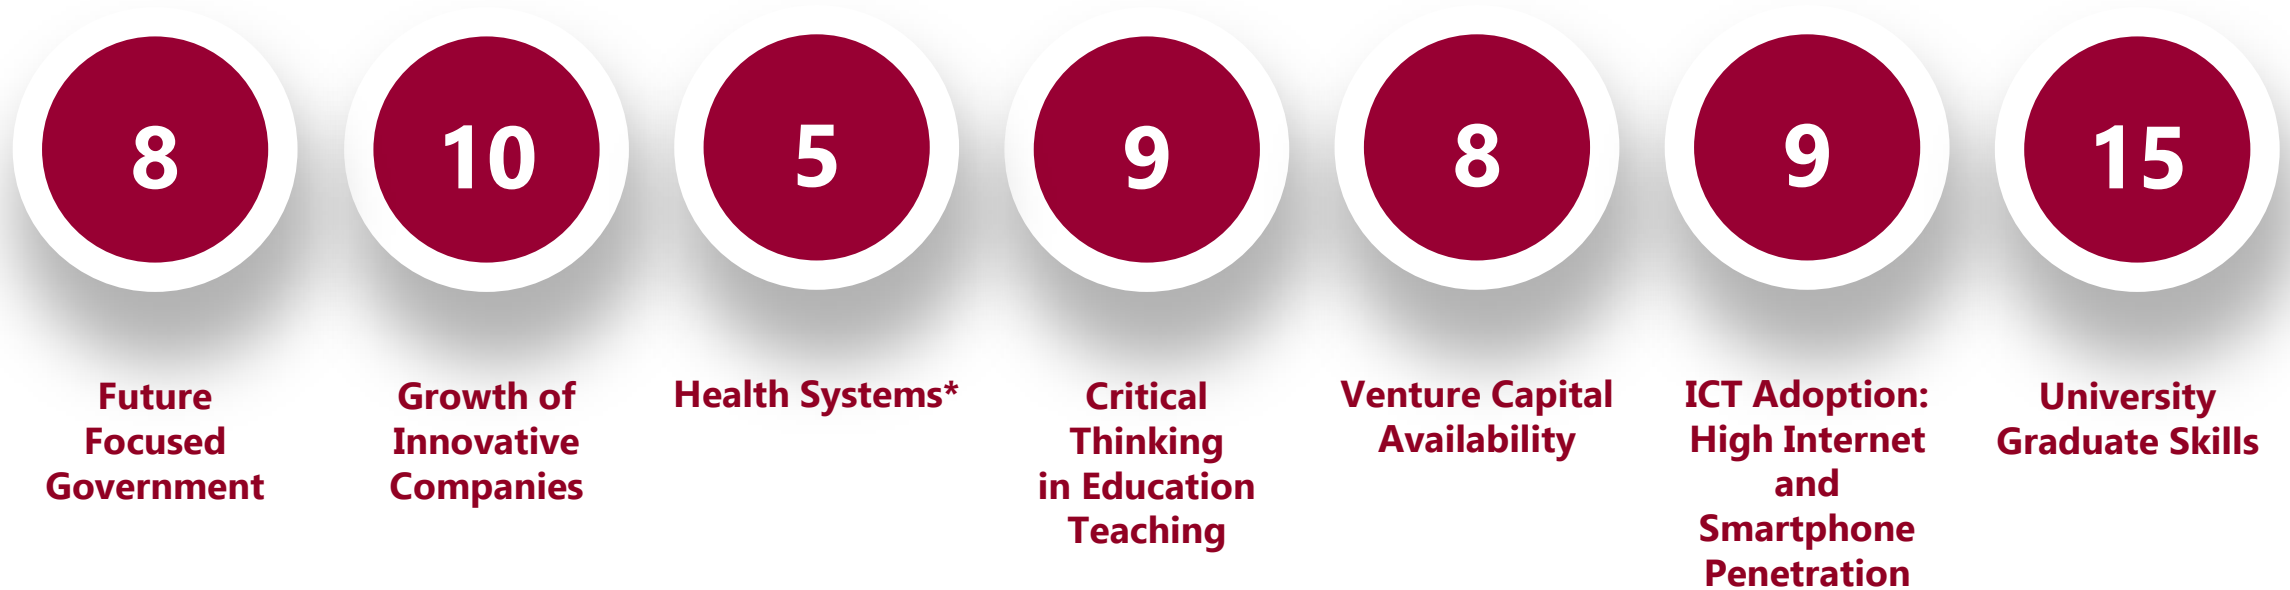 8
Future
Focused
Government
10
Growth of
Innovative
Companies
5
Health Systems*
9
Critical
Thinking
in Education
Teaching
8
Venture Capital
Availability
9
ICT Adoption:
High Internet
and
Smartphone
Penetration
15
University
Graduate Skills